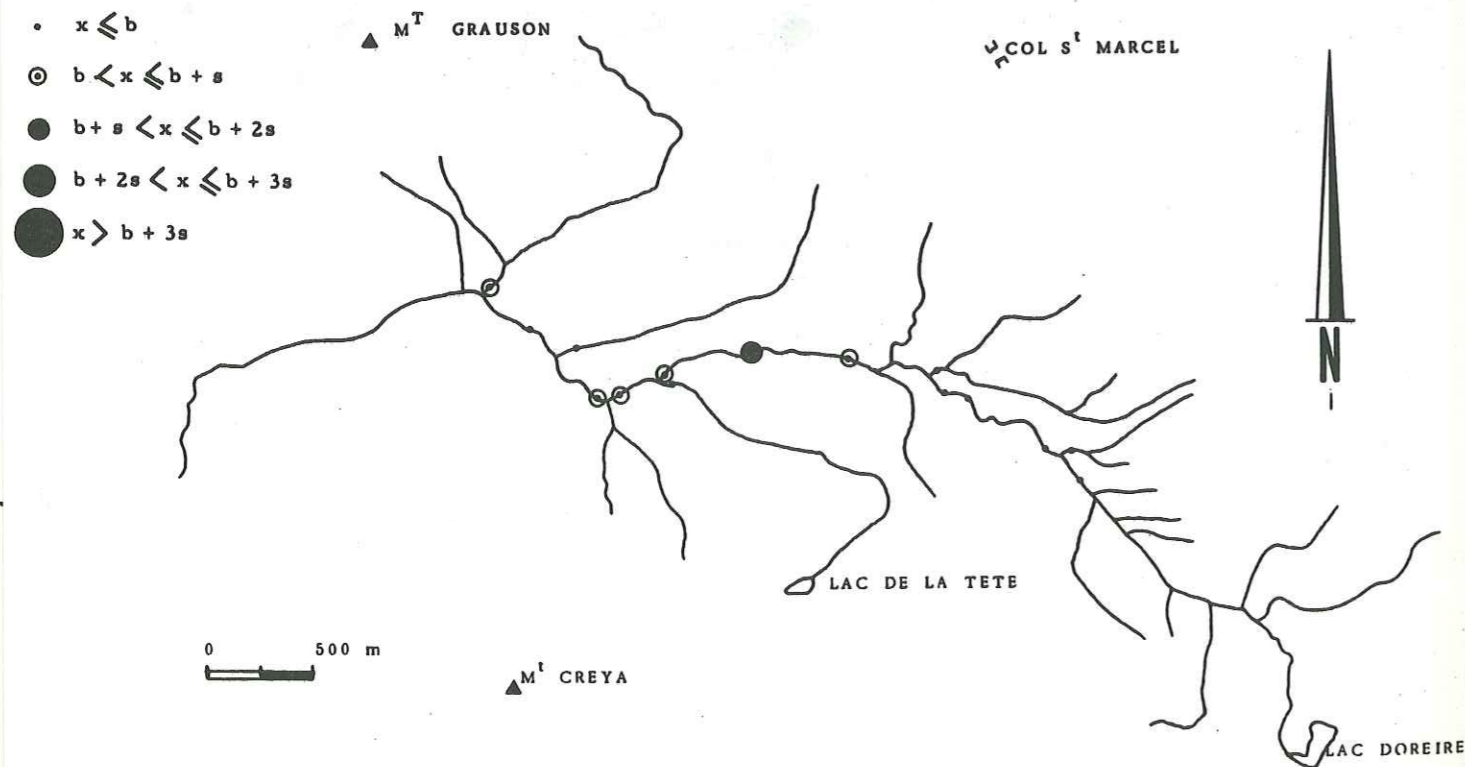 x ≦ b
b < x ≦ b + s
b + s < x ≦ b + 2s
b + 2s < x ≦ b + 3s
x > b + 3s
Mᵀ GRAUSON
COL Sᵗ MARCEL
N
LAC DE LA TETE
0 500 m
Mᵗ CREYA
LAC DOREIRE